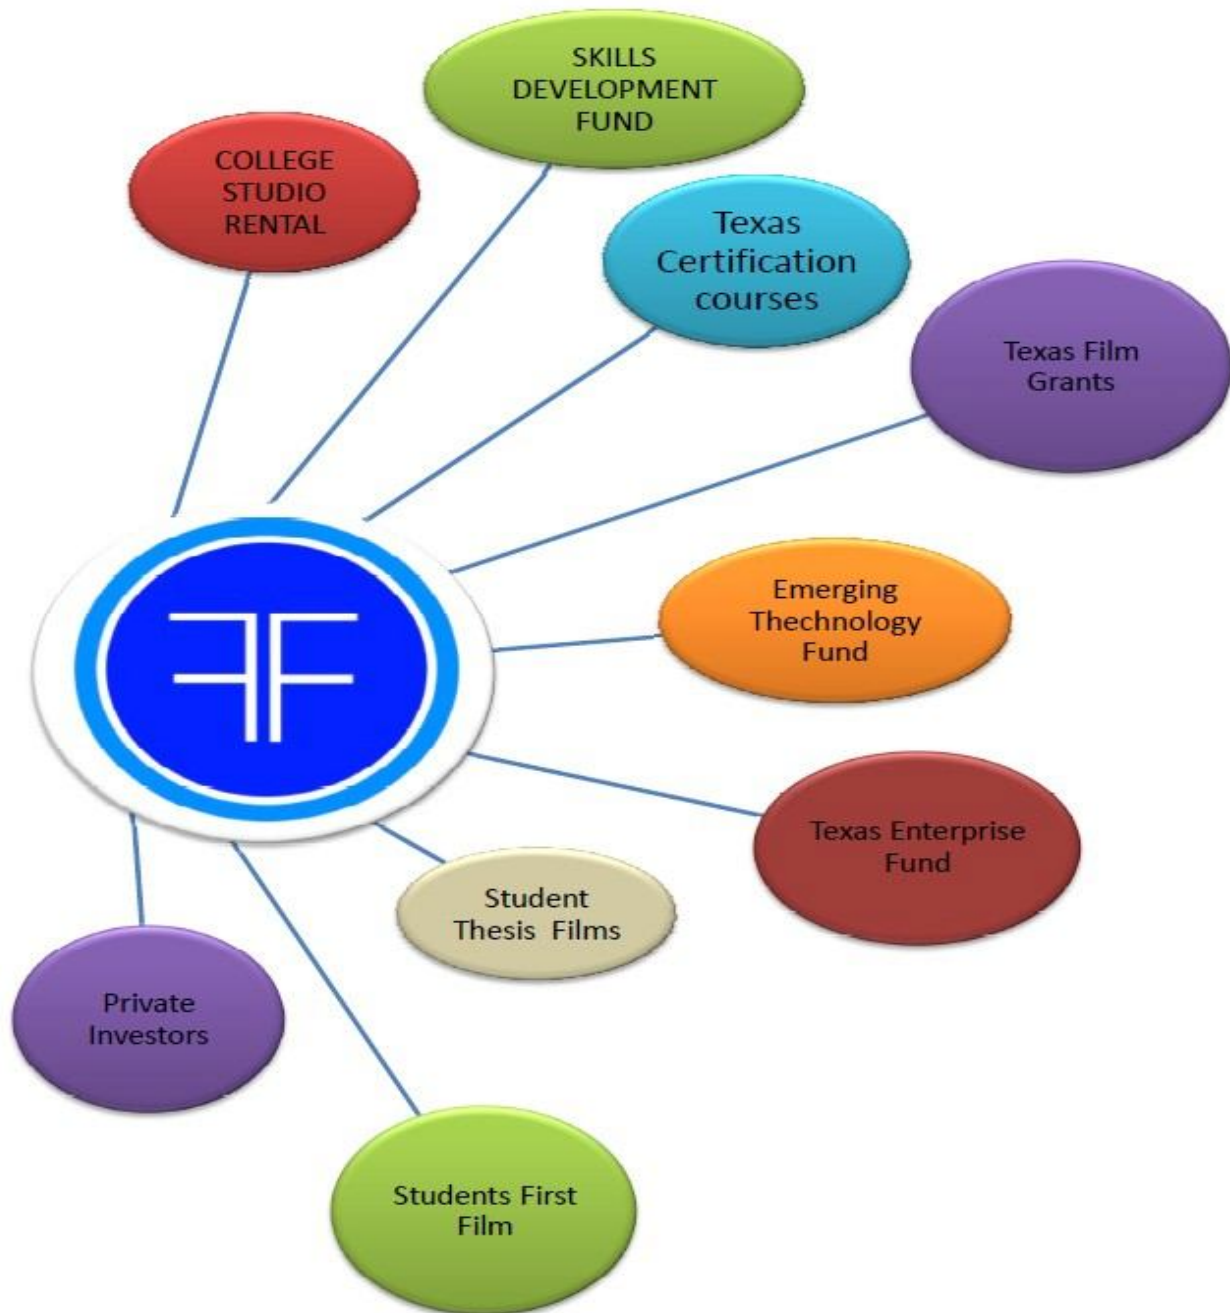 SKILLS
DEVELOPMENT
FUND
COLLEGE
STUDIO
RENTAL
Texas
Certification
courses
Texas Film
Grants
Emerging
Thechnology
Fund
Texas Enterprise
Fund
Student
Thesis Films
Private
Investors
Students First
Film